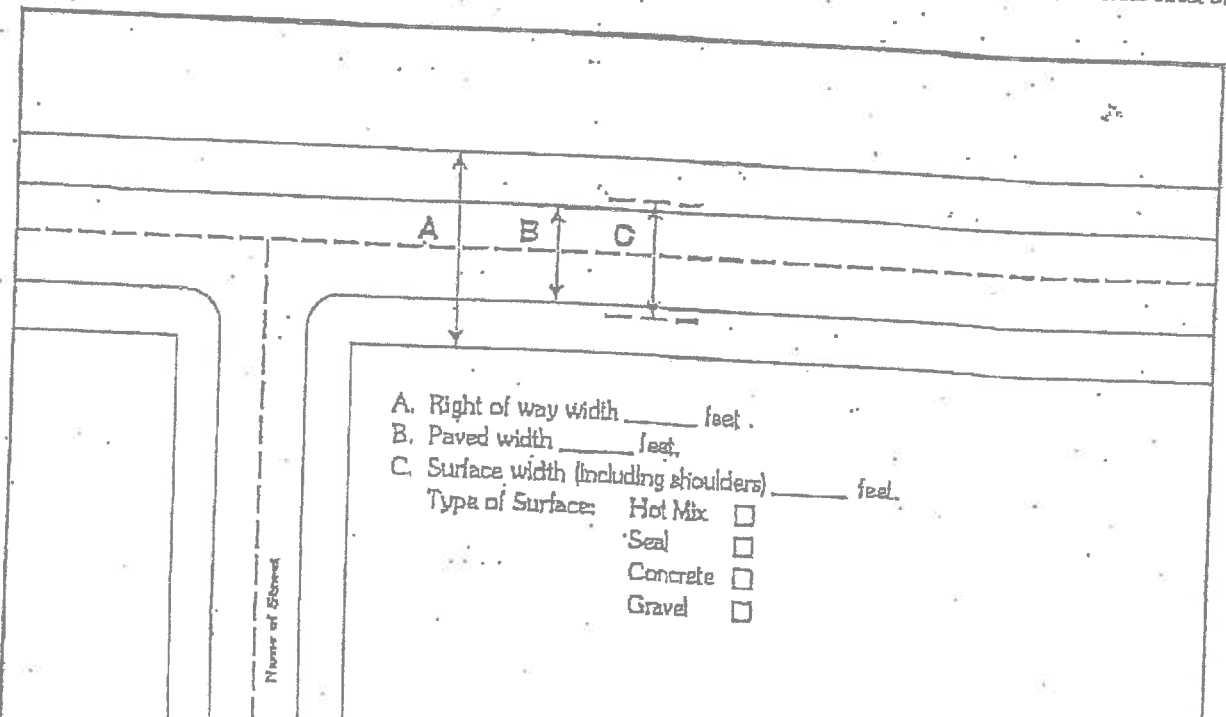 A
B
C
A. Right of way width ______ feet.
B. Paved width ______ feet.
C. Surface width (including shoulders) ______ feet.
Type of Surface: Hot Mix ☐
Seal ☐
Concrete ☐
Gravel ☐
Name of Street